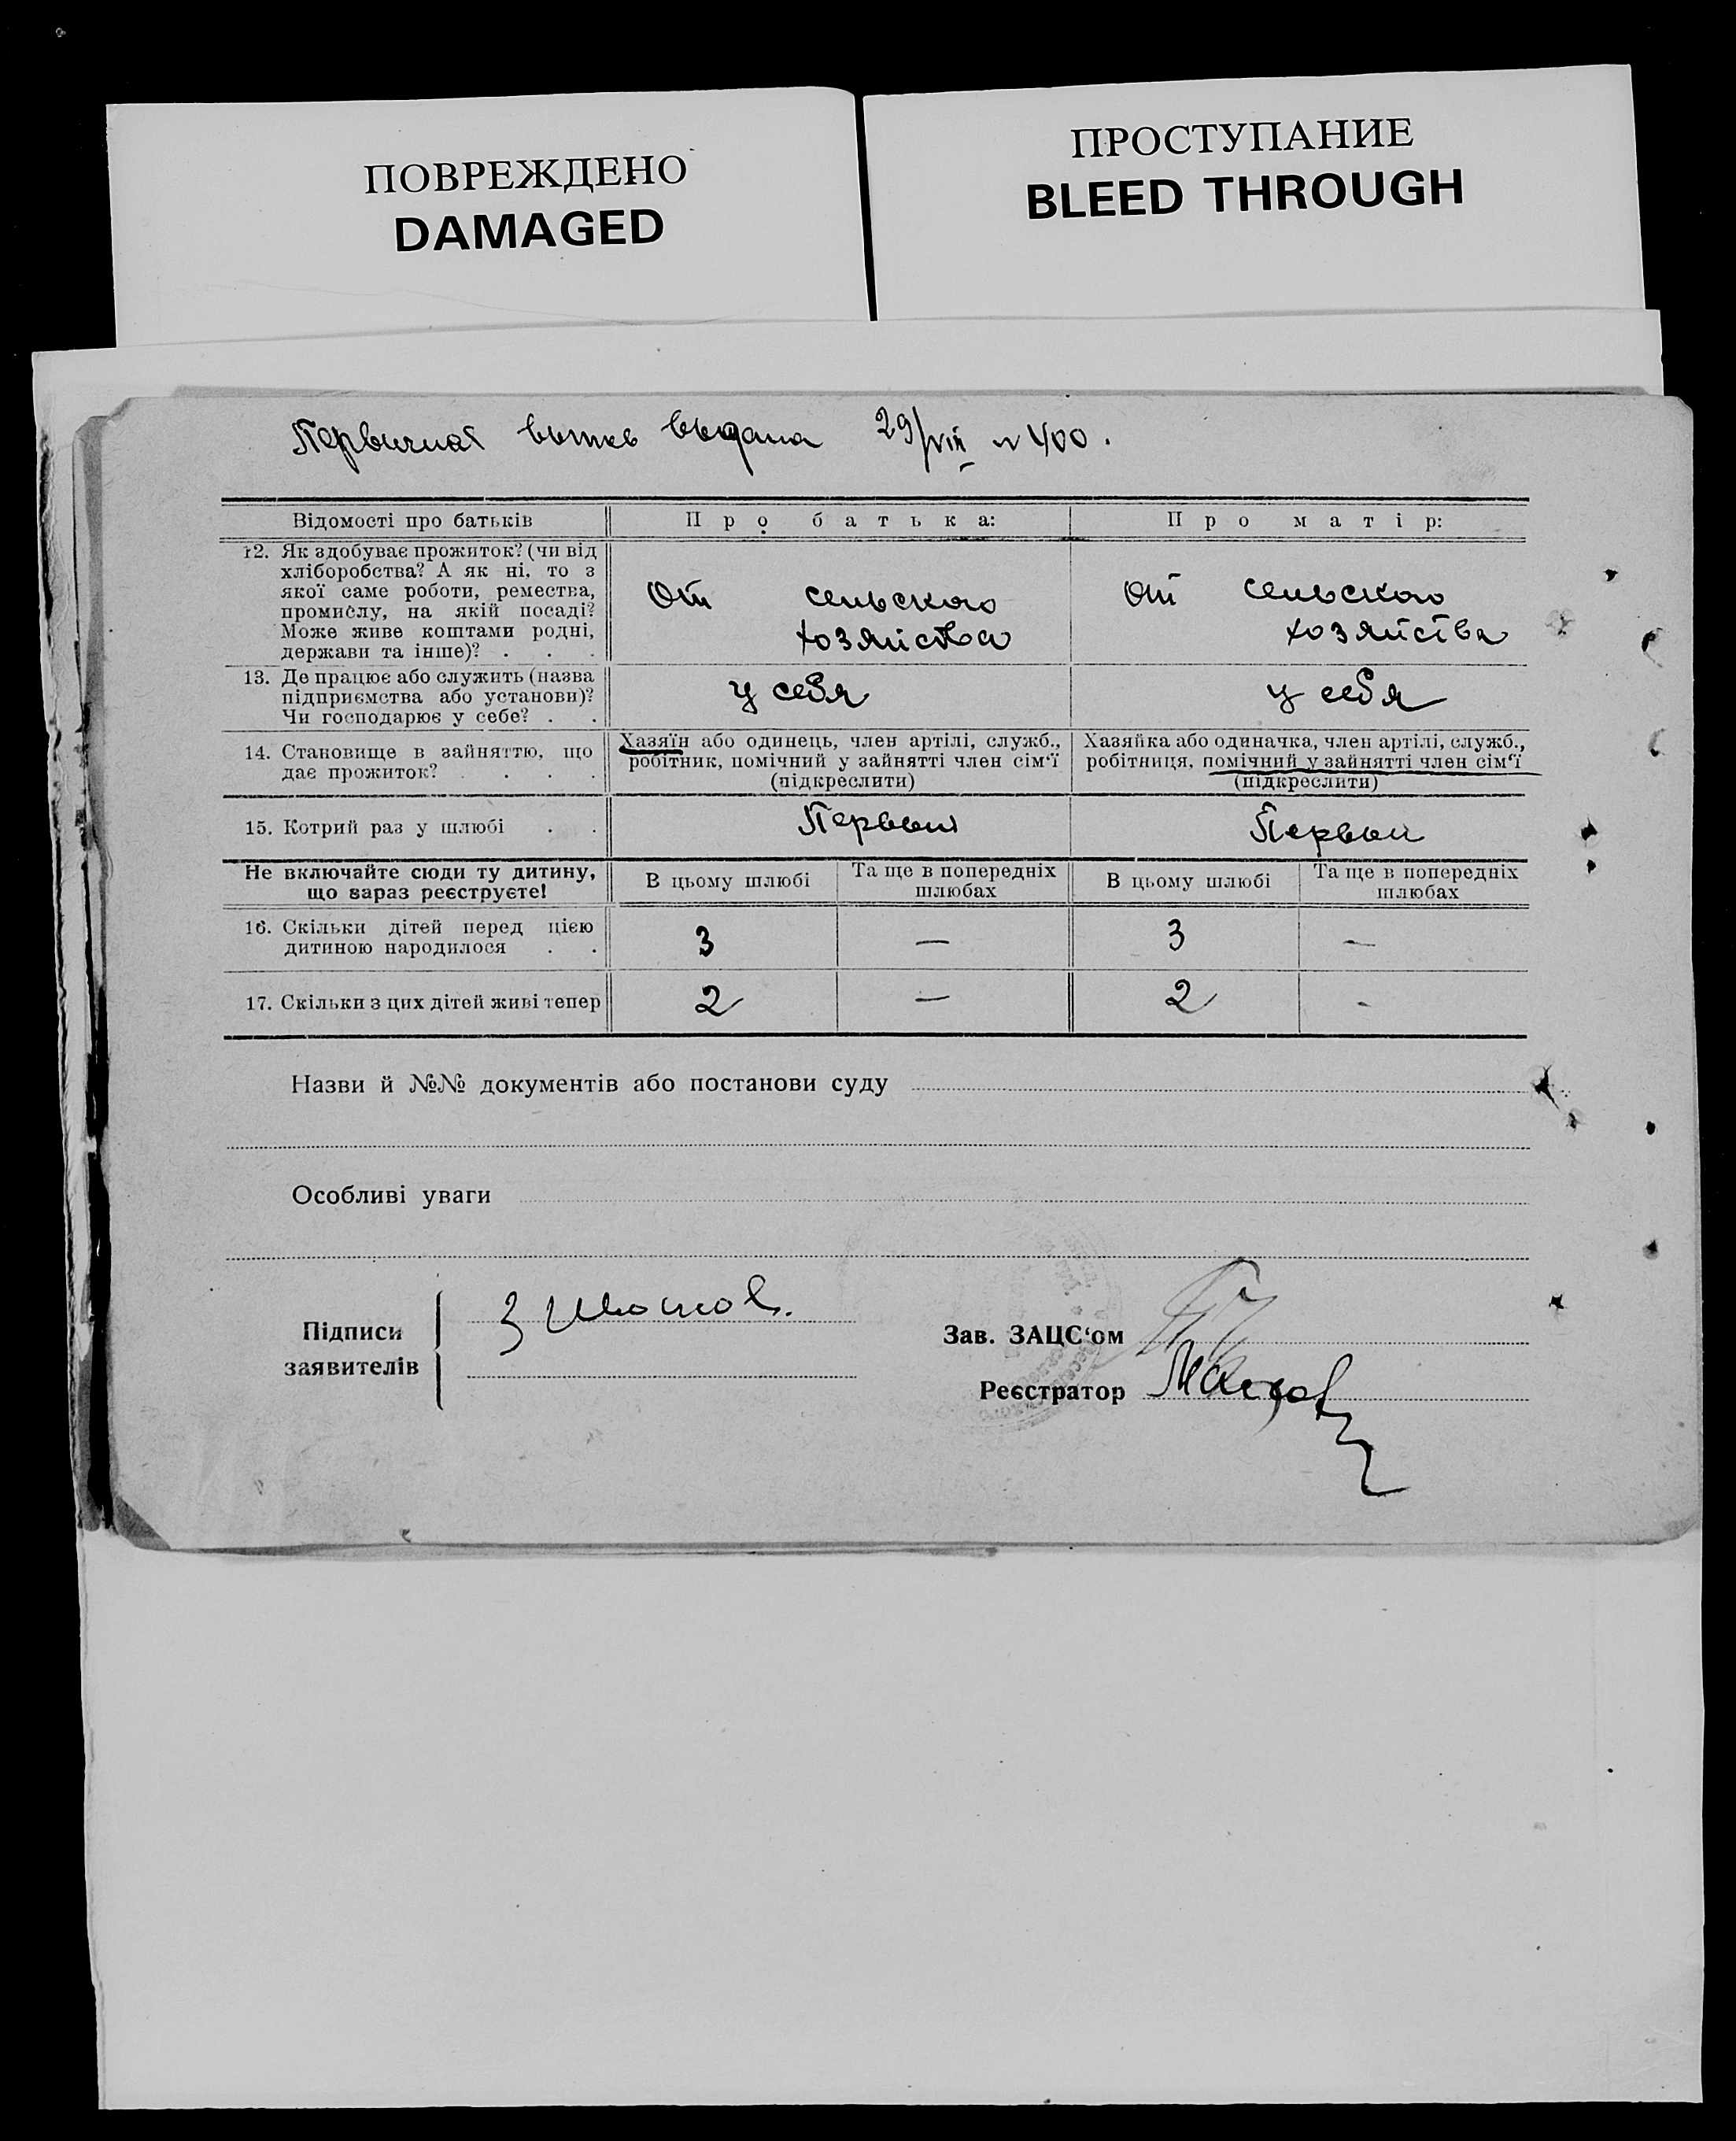 ПОВРЕЖДЕНО
DAMAGED
ПРОСТУПАНИЕ
BLEED THROUGH
Первичная выпись выдана 29/VIII № 400.
Відомості про батьків
Про батька:
Про матір:
12. Як здобуває прожиток? (чи від
хліборобства? А як ні, то з
якої саме роботи, ремества,
промислу, на якій посаді?
Може живе коштами родні,
держави та інше)? . . .
От сельского
хозяйства
От сельского
хозяйства
13. Де працює або служить (назва
підприємства або установи)?
Чи господарює у себе? . .
у себя
у себя
14. Становище в зайняттю, що
дає прожиток? . . . .
Хазяїн або одинець, член артілі, служб.,
робітник, помічний у зайнятті член сім'ї
(підкреслити)
Хазяйка або одиначка, член артілі, служб.,
робітниця, помічний у зайнятті член сім'ї
(підкреслити)
15. Котрий раз у шлюбі . .
Первый
Первый
Не включайте сюди ту дитину,
що зараз реєструєте!
В цьому шлюбі
Та ще в попередніх
шлюбах
В цьому шлюбі
Та ще в попередніх
шлюбах
16. Скільки дітей перед цією
дитиною народилося . .
3
—
3
—
17. Скільки з цих дітей живі тепер
2
—
2
-
Назви й №№ документів або постанови суду
Особливі уваги
Підписи
заявителів
З
Зав. ЗАЦС'ом
Реєстратор